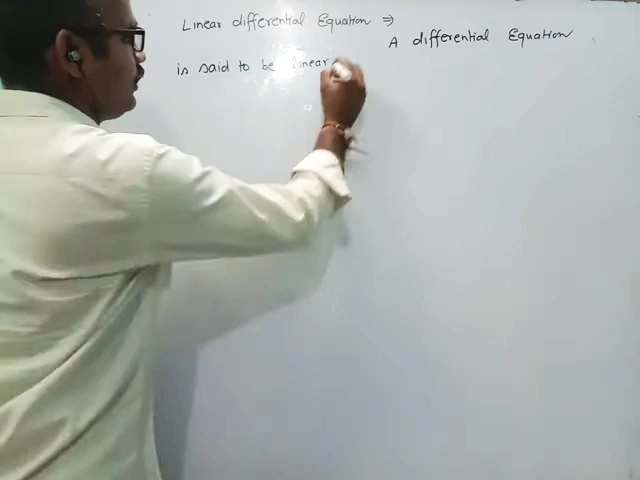 Linear differential Equation ⇒
A differential Equation
is said to be linear